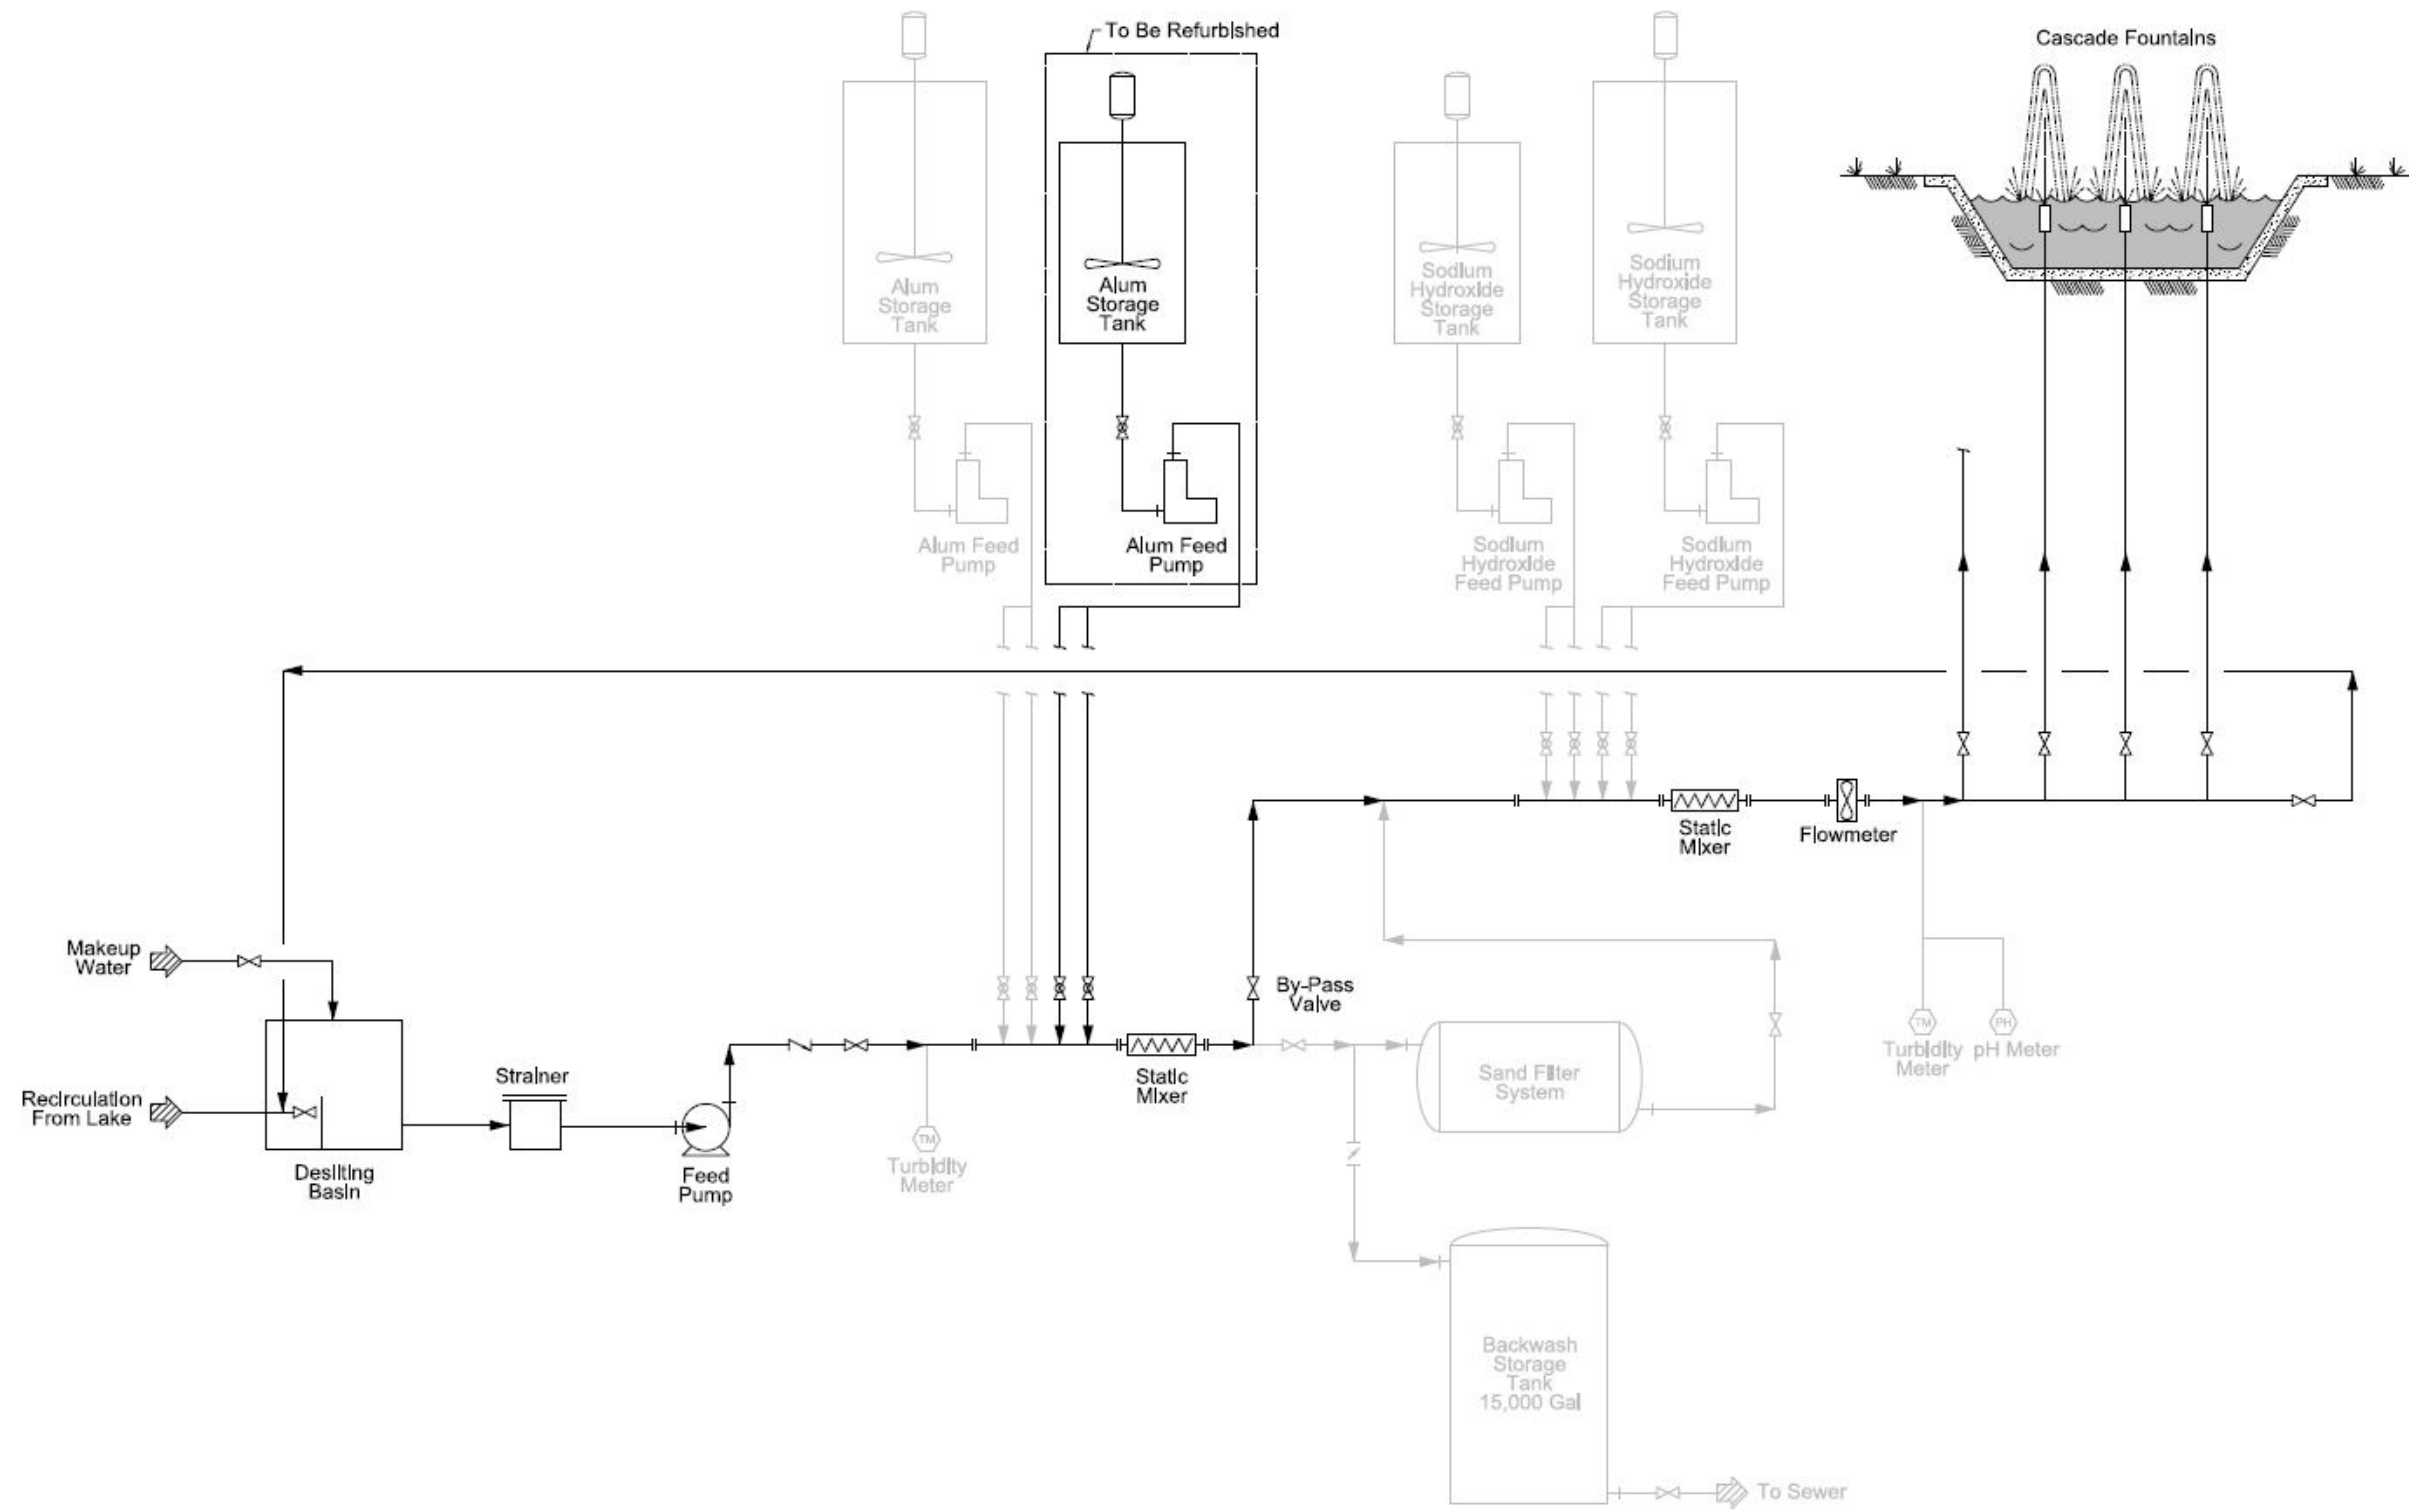 To Be Refurbished
Cascade Fountains
Alum
Storage
Tank
Alum
Storage
Tank
Sodium
Hydroxide
Storage
Tank
Sodium
Hydroxide
Storage
Tank
Alum Feed
Pump
Alum Feed
Pump
Sodium
Hydroxide
Feed Pump
Sodium
Hydroxide
Feed Pump
Static
Mixer
Flowmeter
Makeup
Water
By-Pass
Valve
Recirculation
From Lake
Desilting
Basin
Strainer
Feed
Pump
TM
Turbidity
Meter
Static
Mixer
Sand Filter
System
TM
Turbidity
Meter
PH
pH Meter
Backwash
Storage
Tank
15,000 Gal
To Sewer